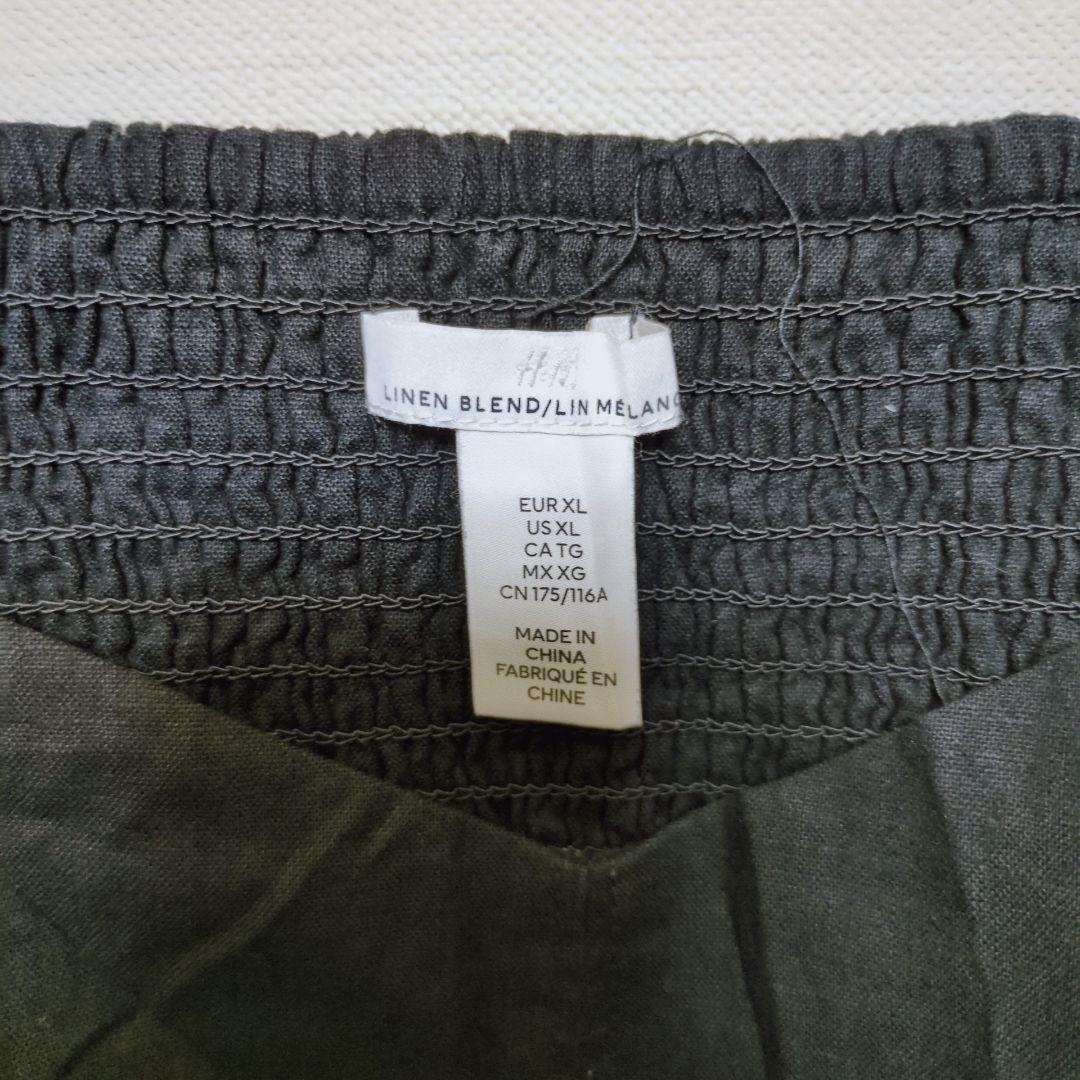 H&M
LINEN BLEND/LIN MÉLANG
EUR XL
US XL
CA TG
MX XG
CN 175/116A
MADE IN
CHINA
FABRIQUÉ EN
CHINE